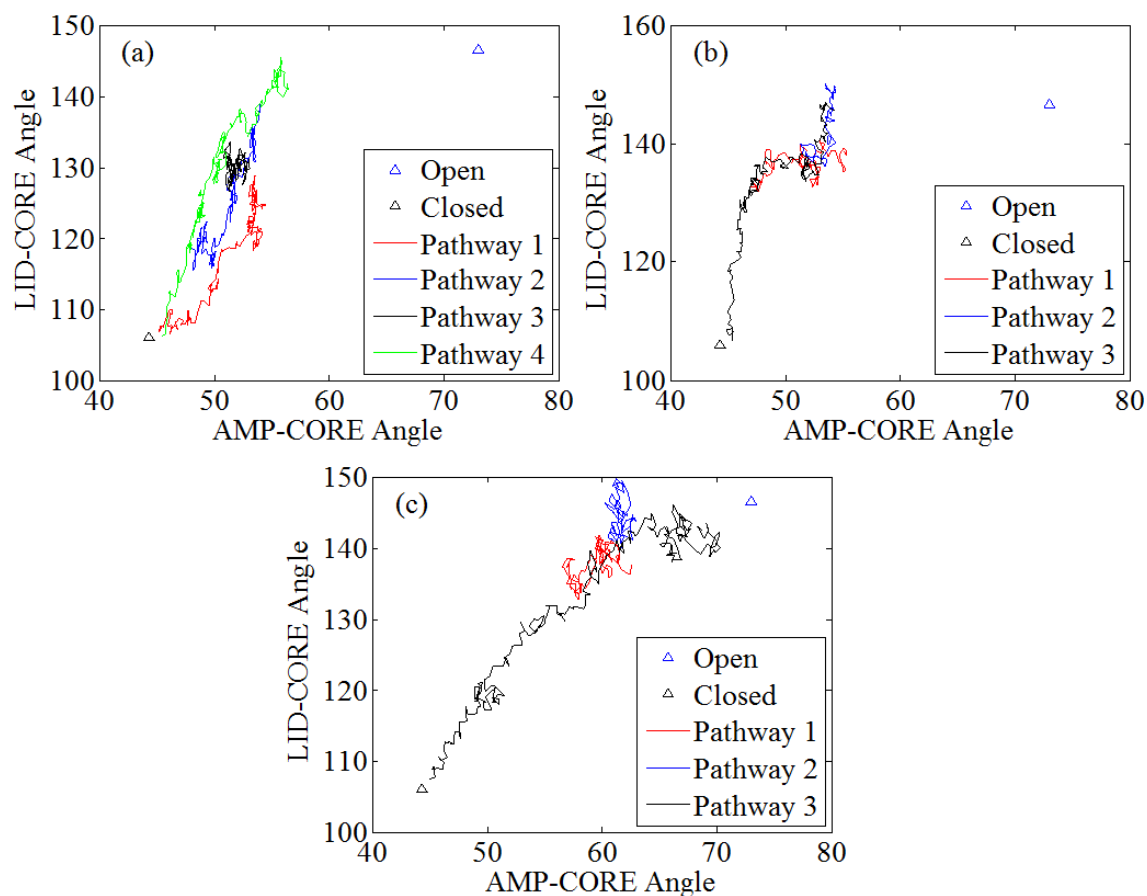 (a)
150
140
130
120
110
100
40 50 60 70 80
LID-CORE Angle
AMP-CORE Angle
Open
Closed
Pathway 1
Pathway 2
Pathway 3
Pathway 4
(b)
160
140
120
100
40 50 60 70 80
LID-CORE Angle
AMP-CORE Angle
Open
Closed
Pathway 1
Pathway 2
Pathway 3
(c)
150
140
130
120
110
100
40 50 60 70 80
LID-CORE Angle
AMP-CORE Angle
Open
Closed
Pathway 1
Pathway 2
Pathway 3